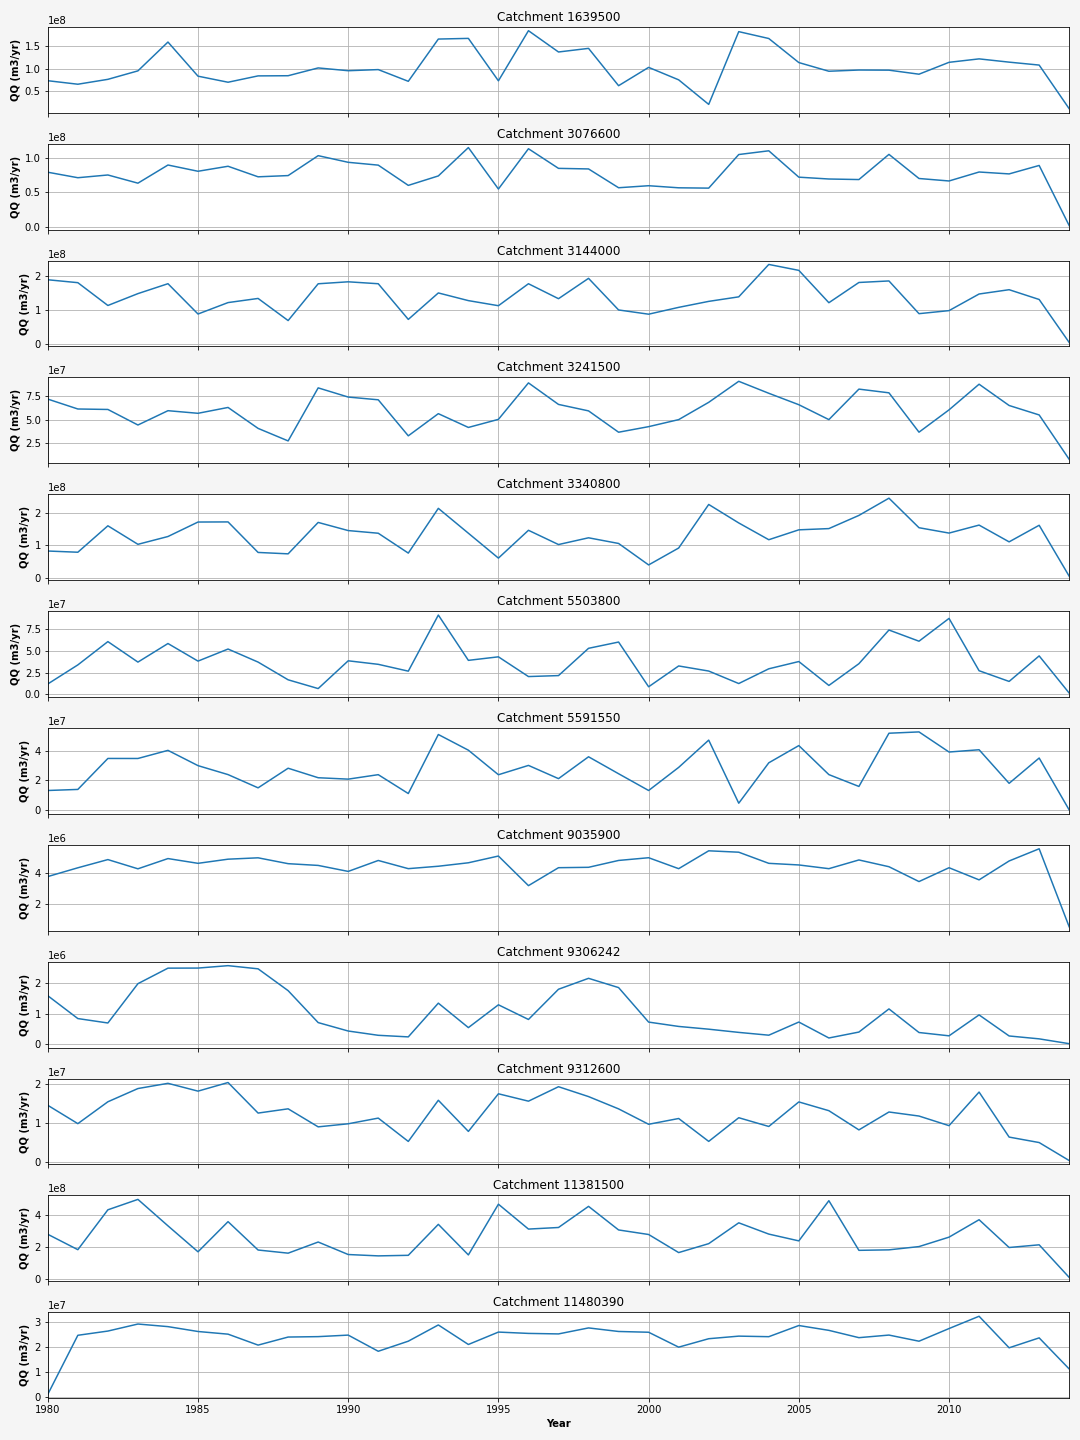 Catchment 1639500
1e8
QQ (m3/yr)
1.5
1.0
0.5
Catchment 3076600
1e8
QQ (m3/yr)
1.0
0.5
0.0
Catchment 3144000
1e8
QQ (m3/yr)
2
1
0
Catchment 3241500
1e7
QQ (m3/yr)
7.5
5.0
2.5
Catchment 3340800
1e8
QQ (m3/yr)
2
1
0
Catchment 5503800
1e7
QQ (m3/yr)
7.5
5.0
2.5
0.0
Catchment 5591550
1e7
QQ (m3/yr)
4
2
0
Catchment 9035900
1e6
QQ (m3/yr)
4
2
Catchment 9306242
1e6
QQ (m3/yr)
2
1
0
Catchment 9312600
1e7
QQ (m3/yr)
2
1
0
Catchment 11381500
1e8
QQ (m3/yr)
4
2
0
Catchment 11480390
1e7
QQ (m3/yr)
3
2
1
0
1980 1985 1990 1995 2000 2005 2010
Year